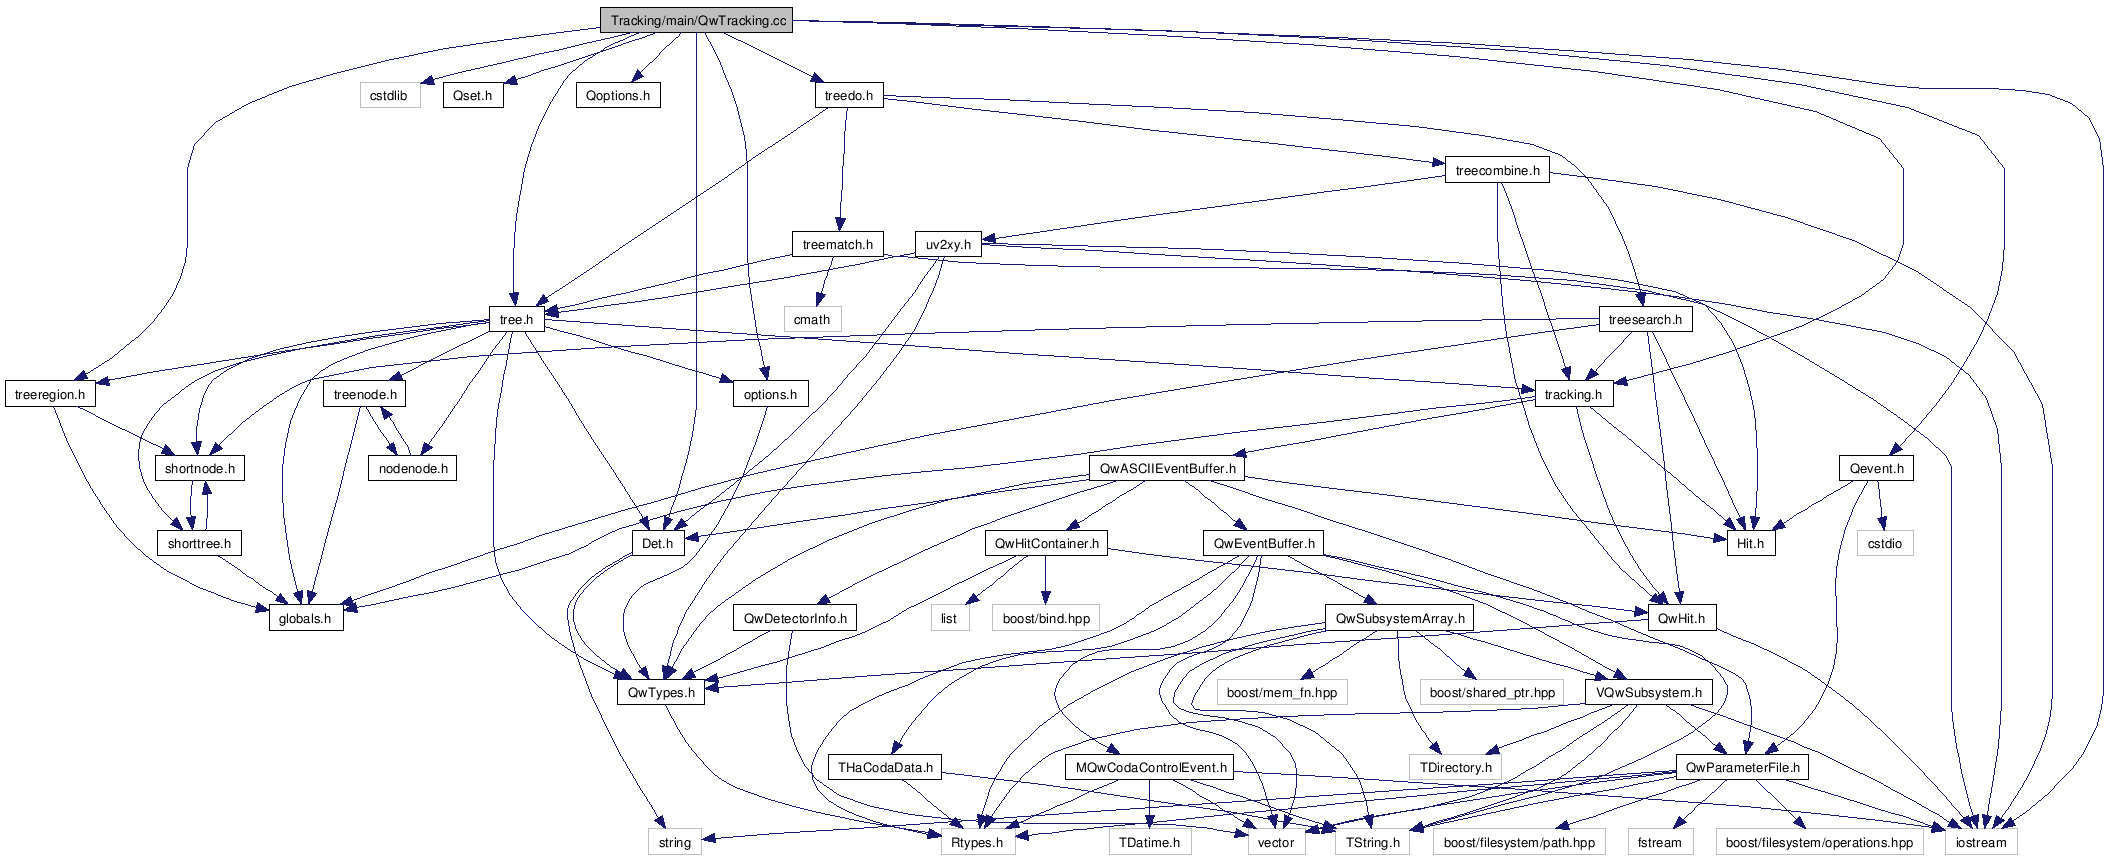 Tracking/main/QwTracking.cc
cstdlib
Qset.h
Qoptions.h
treedo.h
treecombine.h
treematch.h
uv2xy.h
cmath
tree.h
treesearch.h
treeregion.h
treenode.h
options.h
tracking.h
shortnode.h
nodenode.h
QwASCIIEventBuffer.h
Qevent.h
shorttree.h
Det.h
QwHitContainer.h
QwEventBuffer.h
Hit.h
cstdio
globals.h
QwDetectorInfo.h
list
boost/bind.hpp
QwSubsystemArray.h
QwHit.h
QwTypes.h
boost/mem_fn.hpp
boost/shared_ptr.hpp
VQwSubsystem.h
THaCodaData.h
MQwCodaControlEvent.h
TDirectory.h
QwParameterFile.h
string
Rtypes.h
TDatime.h
vector
TString.h
boost/filesystem/path.hpp
fstream
boost/filesystem/operations.hpp
iostream